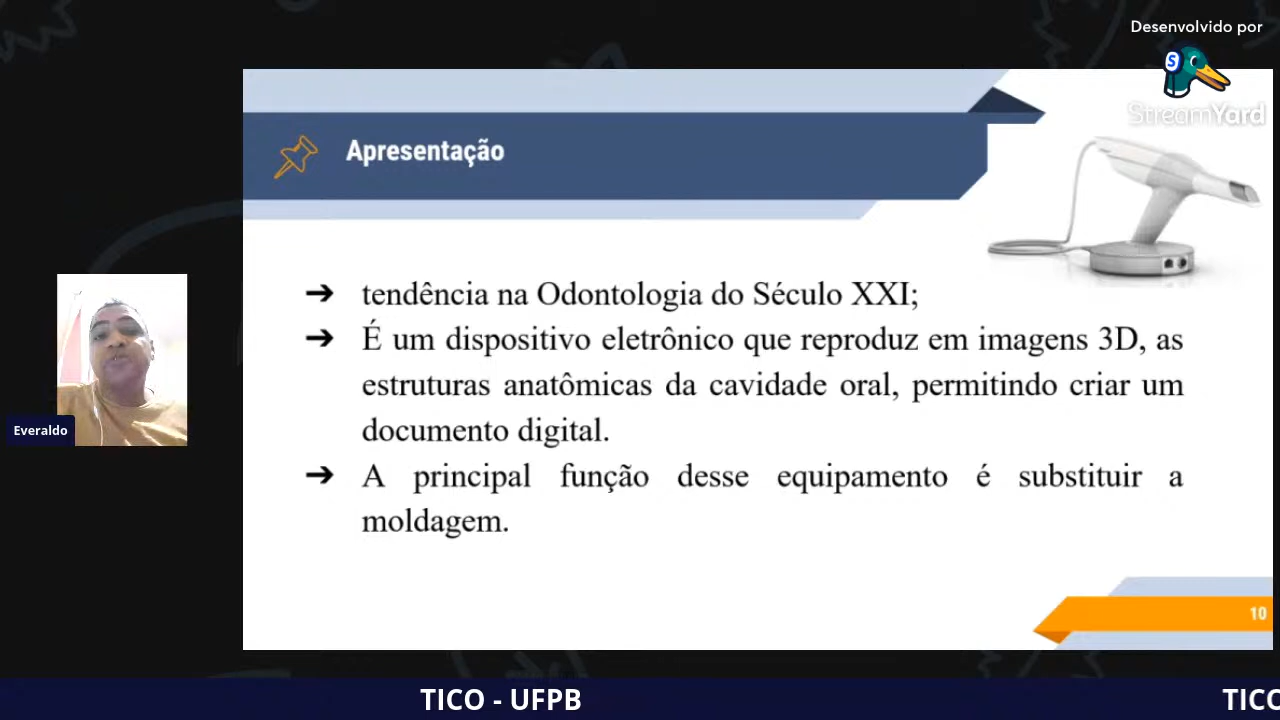 Desenvolvido por
S
StreamYard
Apresentação
➔ tendência na Odontologia do Século XXI;
➔ É um dispositivo eletrônico que reproduz em imagens 3D, as
estruturas anatômicas da cavidade oral, permitindo criar um
documento digital.
➔ A principal função desse equipamento é substituir a
moldagem.
Everaldo
10
TICO - UFPB
TICO